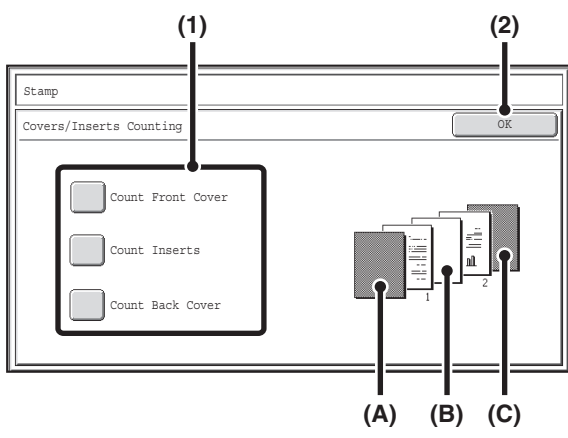 (1) (2)
Stamp
Covers/Inserts Counting OK
Count Front Cover
Count Inserts
Count Back Cover
1 2
(A) (B) (C)